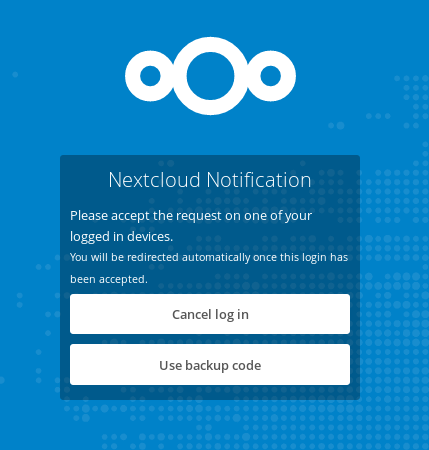 Nextcloud Notification
Please accept the request on one of your
logged in devices.
You will be redirected automatically once this login has
been accepted.
Cancel log in
Use backup code